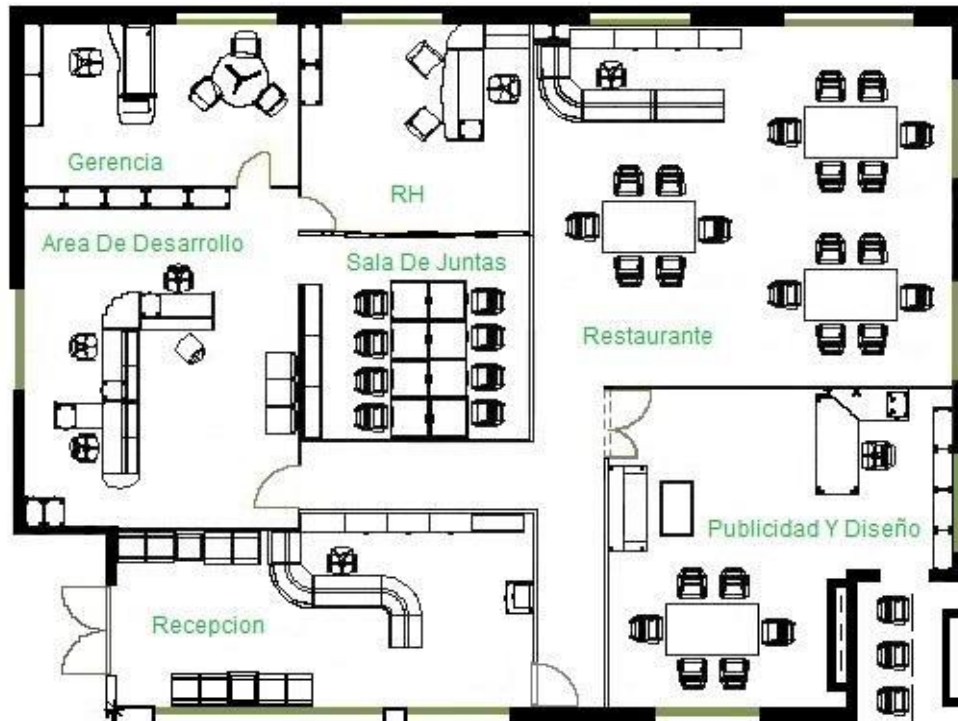 Gerencia
RH
Area De Desarrollo
Sala De Juntas
Restaurante
Publicidad Y Diseño
Recepcion